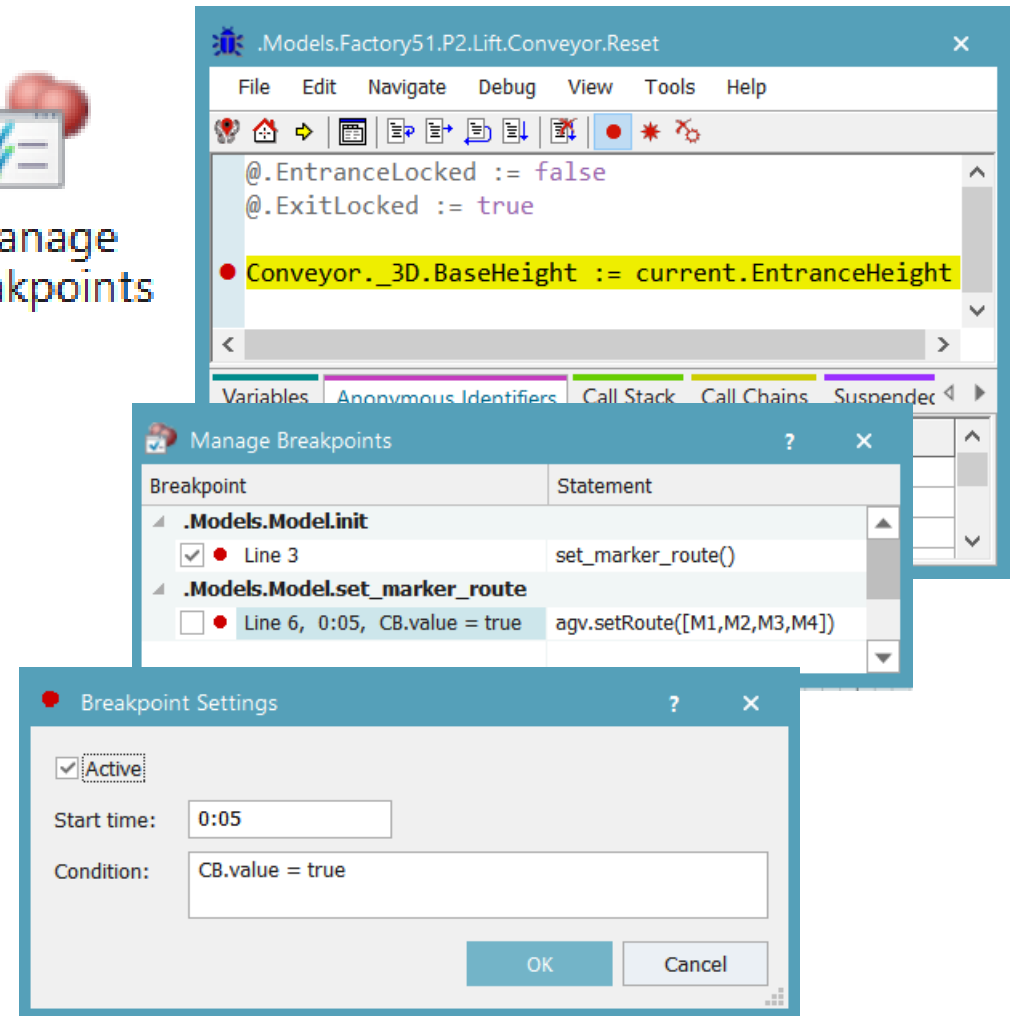 .Models.Factory51.P2.Lift.Conveyor.Reset
File Edit Navigate Debug View Tools Help
@.EntranceLocked := false
@.ExitLocked := true
Conveyor._3D.BaseHeight := current.EntranceHeight
anage
akpoints
Variables Anonymous Identifiers Call Stack Call Chains Suspended
Manage Breakpoints ?
Breakpoint Statement
.Models.Model.init
Line 3 set_marker_route()
.Models.Model.set_marker_route
Line 6, 0:05, CB.value = true agv.setRoute([M1,M2,M3,M4])
Breakpoint Settings ?
Active
Start time: 0:05
Condition: CB.value = true
OK Cancel